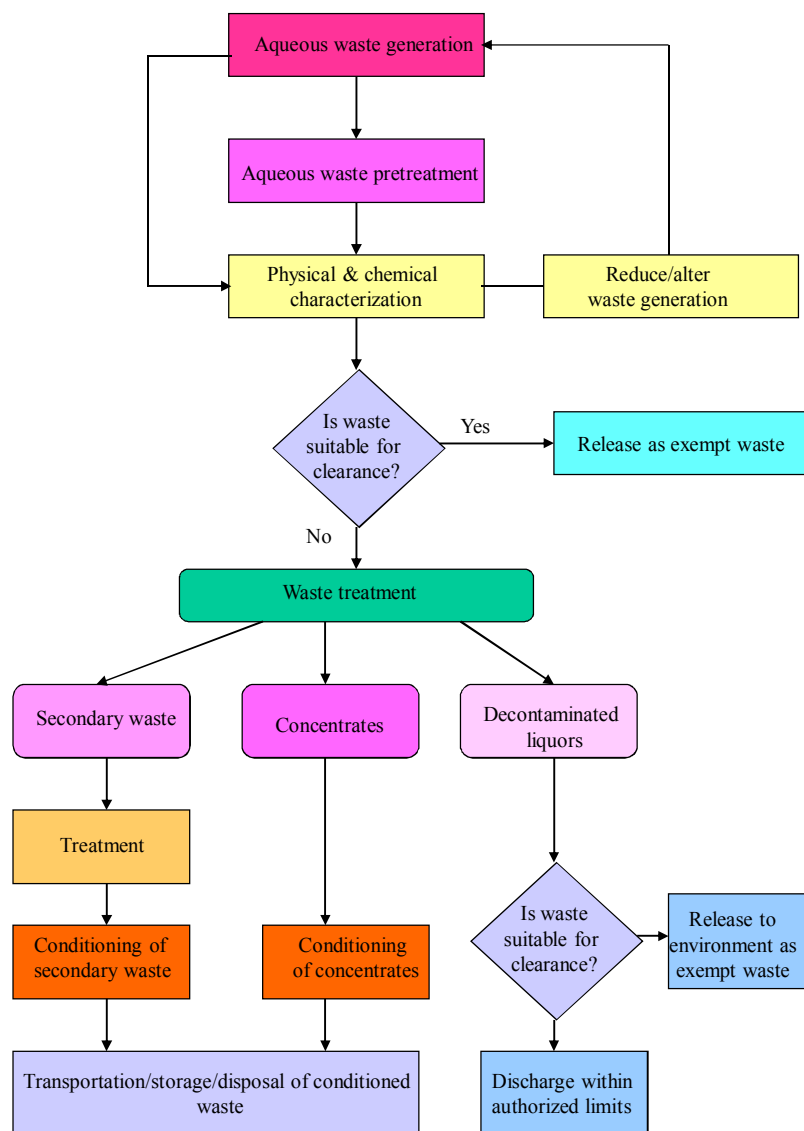 Aqueous waste generation
Aqueous waste pretreatment
Physical & chemical
characterization
Reduce/alter
waste generation
Is waste
suitable for
clearance?
Yes
Release as exempt waste
No
Waste treatment
Secondary waste
Concentrates
Decontaminated
liquors
Treatment
Is waste
suitable for
clearance?
Release to
environment as
exempt waste
Conditioning of
secondary waste
Conditioning
of concentrates
Transportation/storage/disposal of conditioned
waste
Discharge within
authorized limits